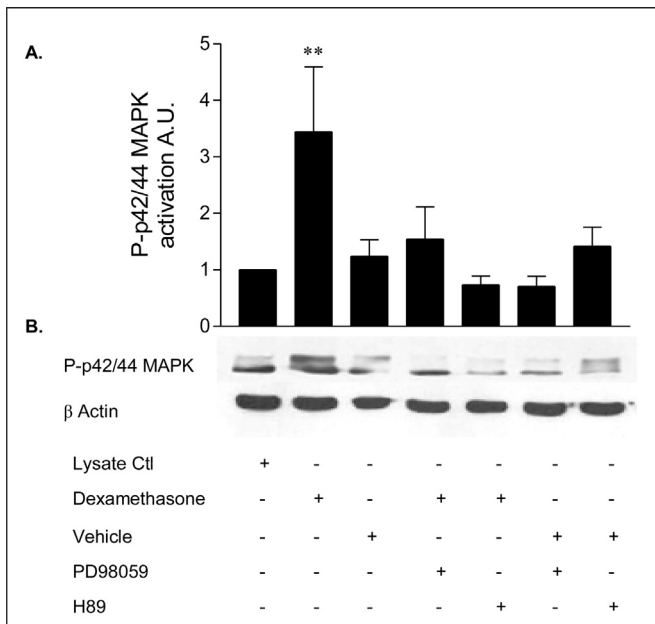 A.
P-p42/44 MAPK
activation A.U.
5
4
3
2
1
0
**
B.
P-p42/44 MAPK
β Actin
Lysate Ctl + - - - - - -
Dexamethasone - + - + + - -
Vehicle - - + - - + +
PD98059 - - - + - + -
H89 - - - - + - +